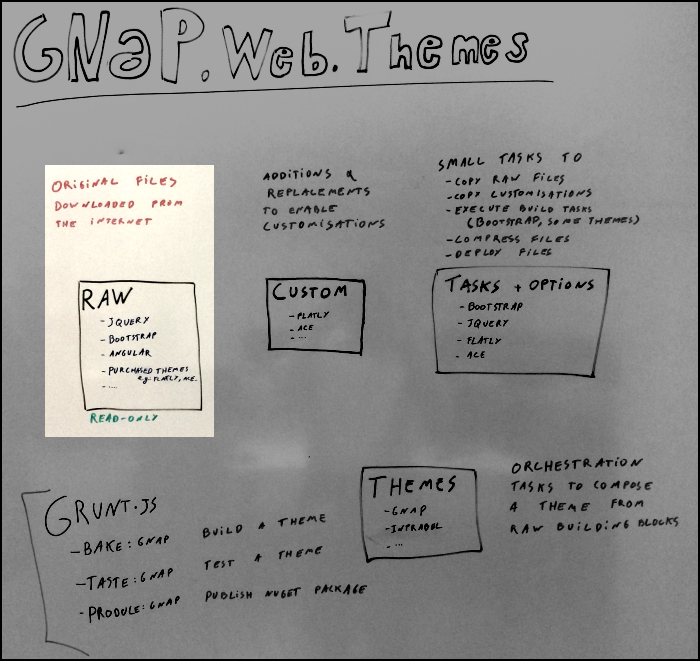 GNaP.Web.Themes
ORIGINAL FILES
DOWNLOADED FROM
THE INTERNET
RAW
- JQUERY
- BOOTSTRAP
- ANGULAR
- PURCHASED THEMES
e.g. FLATLY, ACE.
- ....
READ-ONLY
ADDITIONS &
REPLACEMENTS
TO ENABLE
CUSTOMISATIONS
CUSTOM
- FLATLY
- ACE
- ...
SMALL TASKS TO
- COPY RAW FILES
- COPY CUSTOMISATIONS
- EXECUTE BUILD TASKS
(BOOTSTRAP, SOME THEMES)
- COMPRESS FILES
- DEPLOY FILES
TASKS + OPTIONS
- BOOTSTRAP
- JQUERY
- FLATLY
- ACE
GRUNT.JS
- BAKE:GNAP BUILD A THEME
- TASTE:GNAP TEST A THEME
- PRODUCE:GNAP PUBLISH NUGET PACKAGE
THEMES
- GNAP
- INFRABEL
- ...
ORCHESTRATION
TASKS TO COMPOSE
A THEME FROM
RAW BUILDING BLOCKS